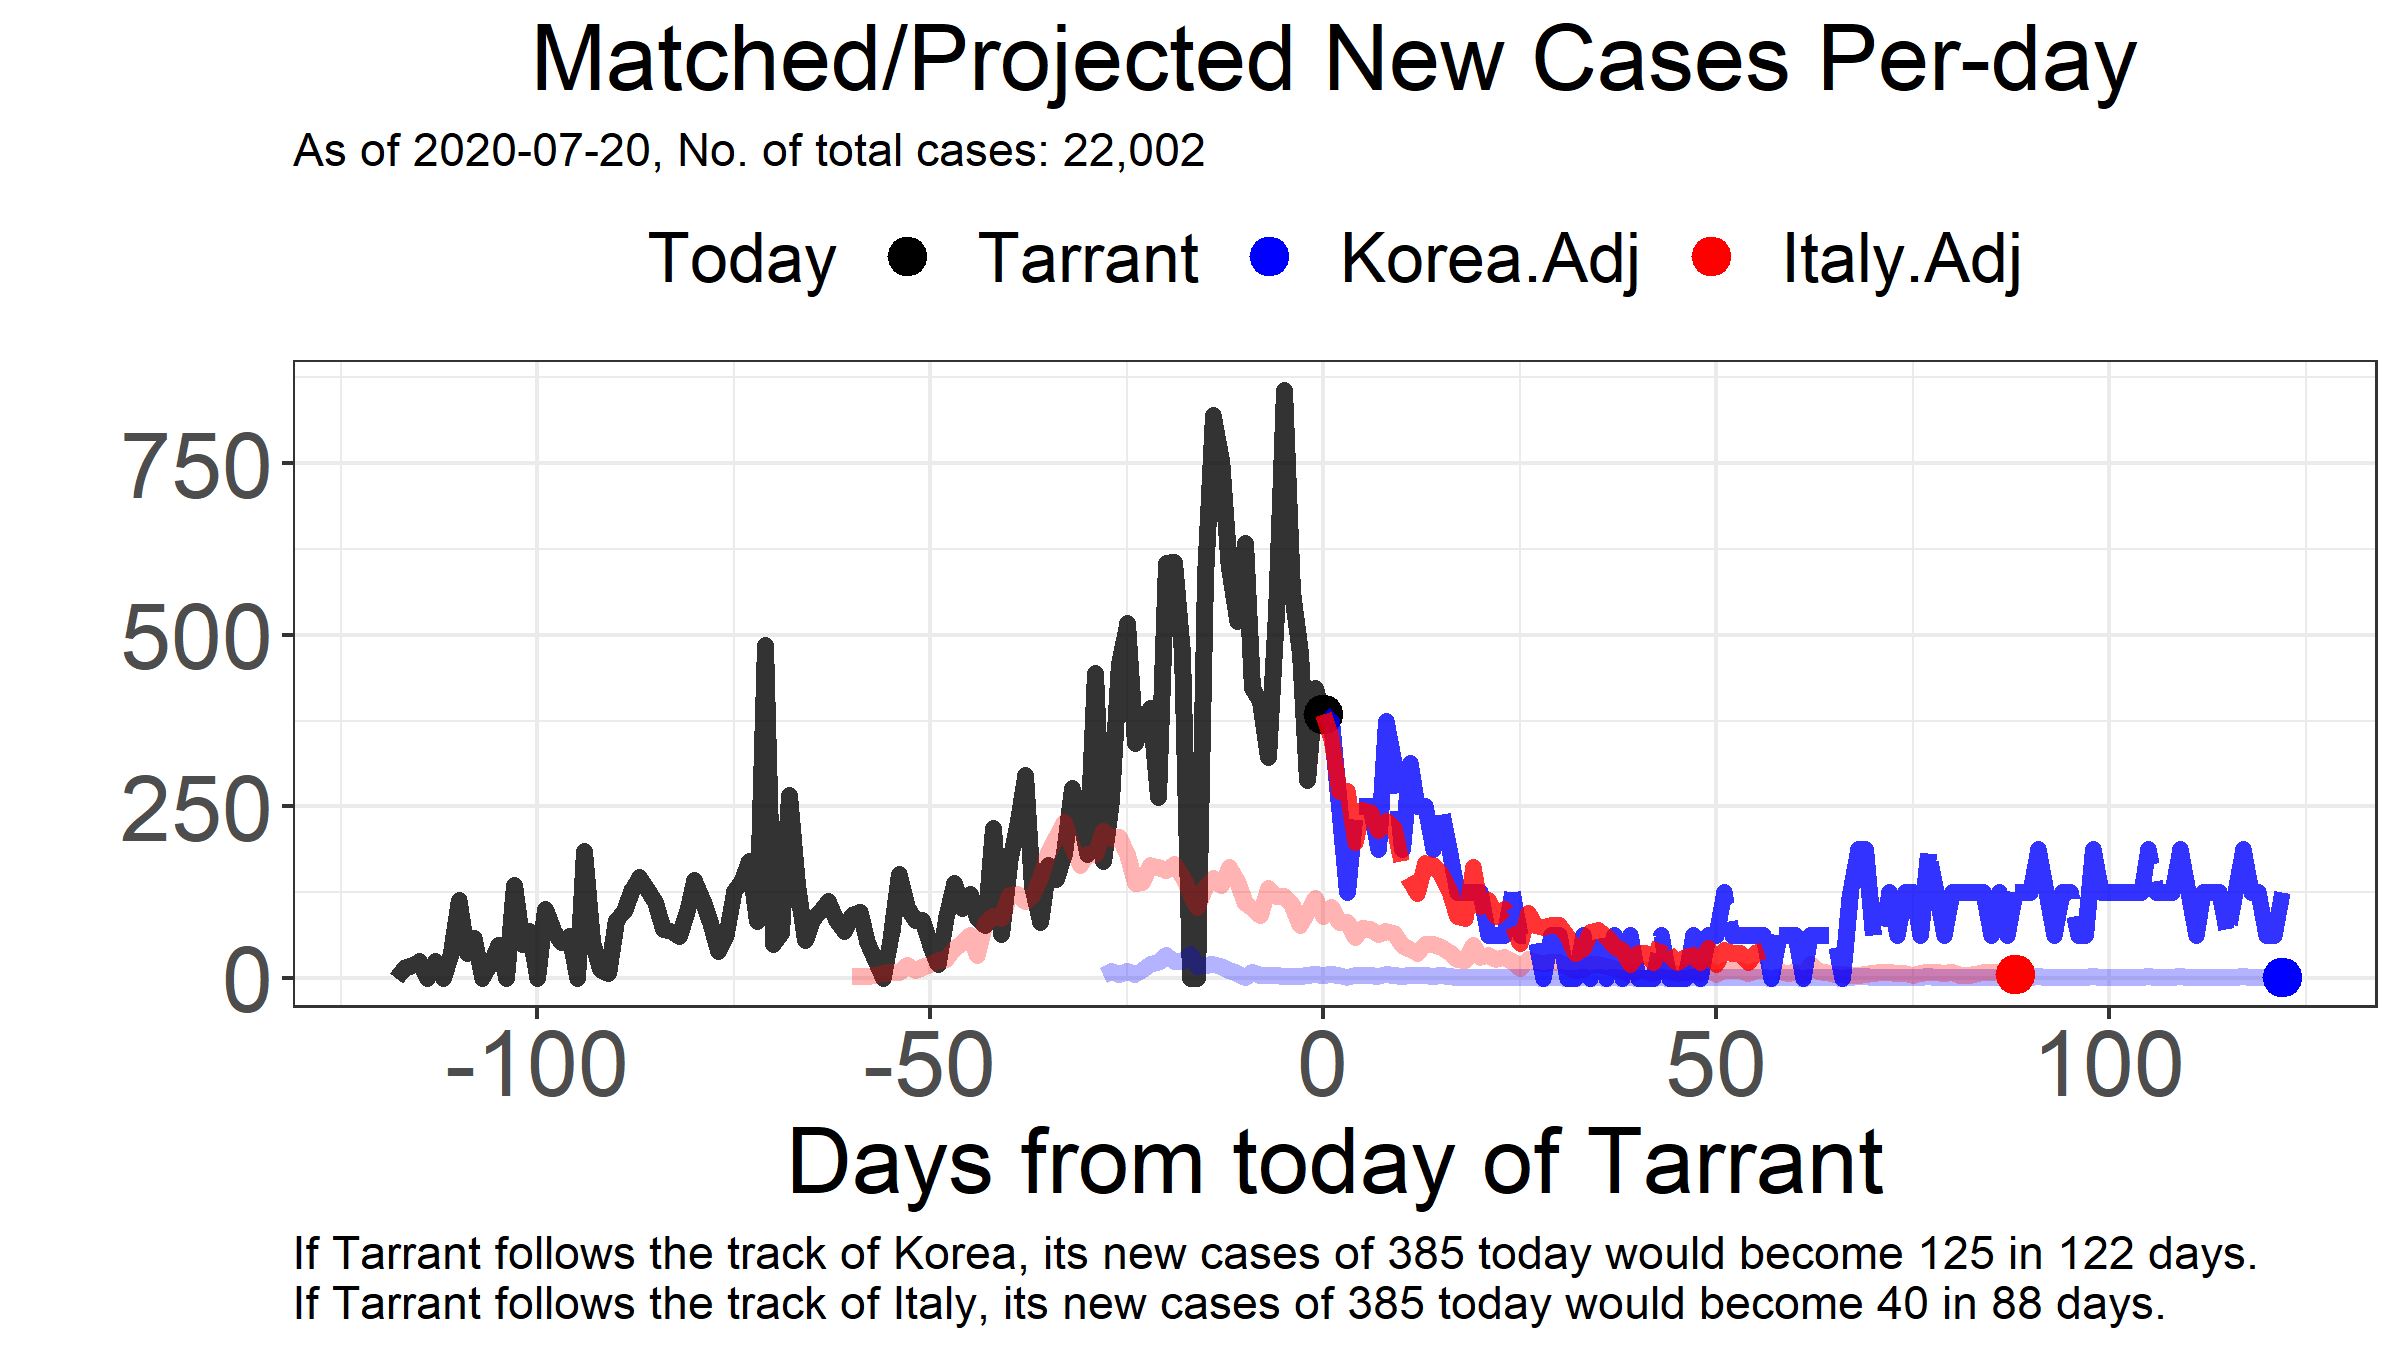 Matched/Projected New Cases Per-day
As of 2020-07-20, No. of total cases: 22,002
Today Tarrant Korea.Adj Italy.Adj
750
500
250
0
-100 -50 0 50 100
Days from today of Tarrant
If Tarrant follows the track of Korea, its new cases of 385 today would become 125 in 122 days.
If Tarrant follows the track of Italy, its new cases of 385 today would become 40 in 88 days.